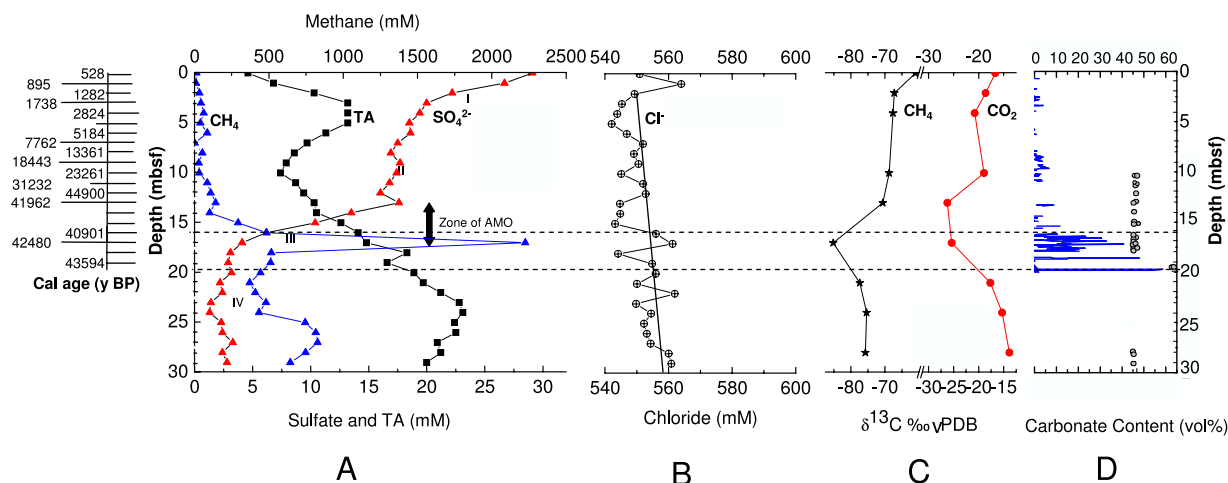 Methane (mM)
0 500 1000 1500 2000 2500
540 560 580 600
-80 -70 -30 -20
0 10 20 30 40 50 60
528
895
1282
1738
2824
5184
7762
13361
18443
23261
31232
44900
41962
40901
42480
43594
Cal age (y BP)
Depth (mbsf)
0
5
10
15
20
25
30
CH4
TA
SO4 2-
I
II
III
IV
Zone of AMO
Cl-
CH4
CO2
0
5
10
15
20
25
30
Depth (mbsf)
0 5 10 15 20 25 30
540 560 580 600
-80 -70 -30 -25 -20 -15
Sulfate and TA (mM)
Chloride (mM)
δ13C ‰vPDB
Carbonate Content (vol%)
A
B
C
D